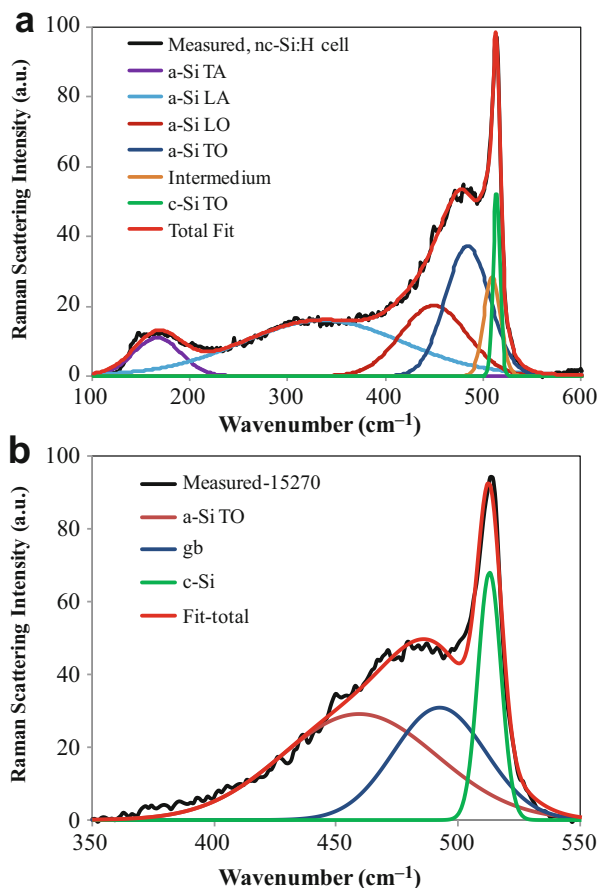 a
100
80
60
40
20
0
Raman Scattering Intensity (a.u.)
Measured, nc-Si:H cell
a-Si TA
a-Si LA
a-Si LO
a-Si TO
Intermedium
c-Si TO
Total Fit
100 200 300 400 500 600
Wavenumber (cm⁻¹)
b
100
80
60
40
20
0
Raman Scattering Intensity (a.u.)
Measured-15270
a-Si TO
gb
c-Si
Fit-total
350 400 450 500 550
Wavenumber (cm⁻¹)